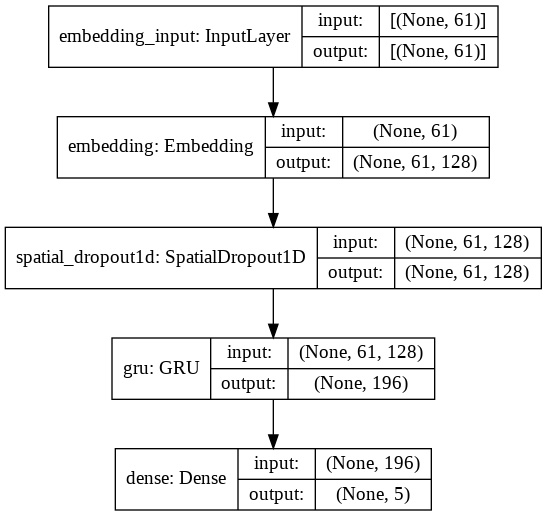 embedding_input: InputLayer
input: [(None, 61)]
output: [(None, 61)]
embedding: Embedding
input: (None, 61)
output: (None, 61, 128)
spatial_dropout1d: SpatialDropout1D
input: (None, 61, 128)
output: (None, 61, 128)
gru: GRU
input: (None, 61, 128)
output: (None, 196)
dense: Dense
input: (None, 196)
output: (None, 5)